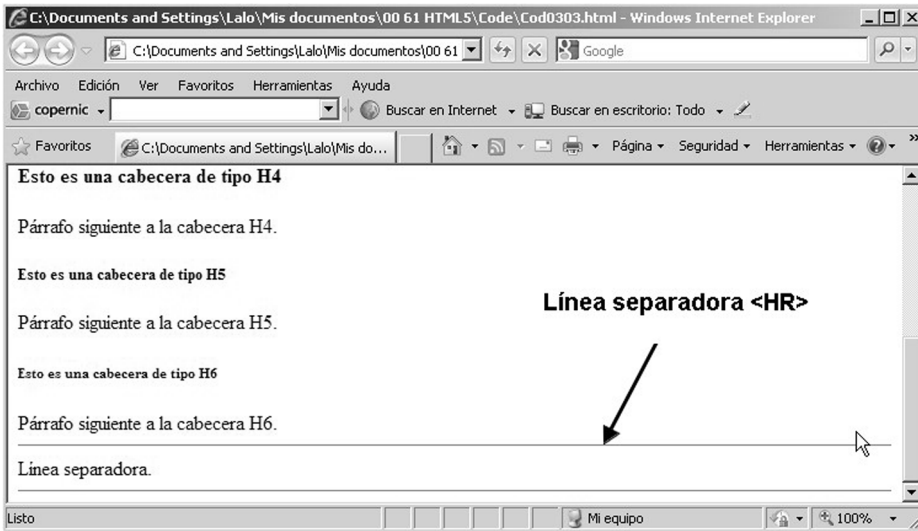 C:\Documents and Settings\Lalo\Mis documentos\00 61 HTML5\Code\Cod0303.html - Windows Internet Explorer
C:\Documents and Settings\Lalo\Mis documentos\00 61
Google
Archivo Edición Ver Favoritos Herramientas Ayuda
copernic Buscar en Internet Buscar en escritorio: Todo
Favoritos C:\Documents and Settings\Lalo\Mis do... Página Seguridad Herramientas »
Esto es una cabecera de tipo H4
Párrafo siguiente a la cabecera H4.
Esto es una cabecera de tipo H5
Línea separadora <HR>
Párrafo siguiente a la cabecera H5.
Esto es una cabecera de tipo H6
Párrafo siguiente a la cabecera H6.
Línea separadora.
Listo Mi equipo 100%